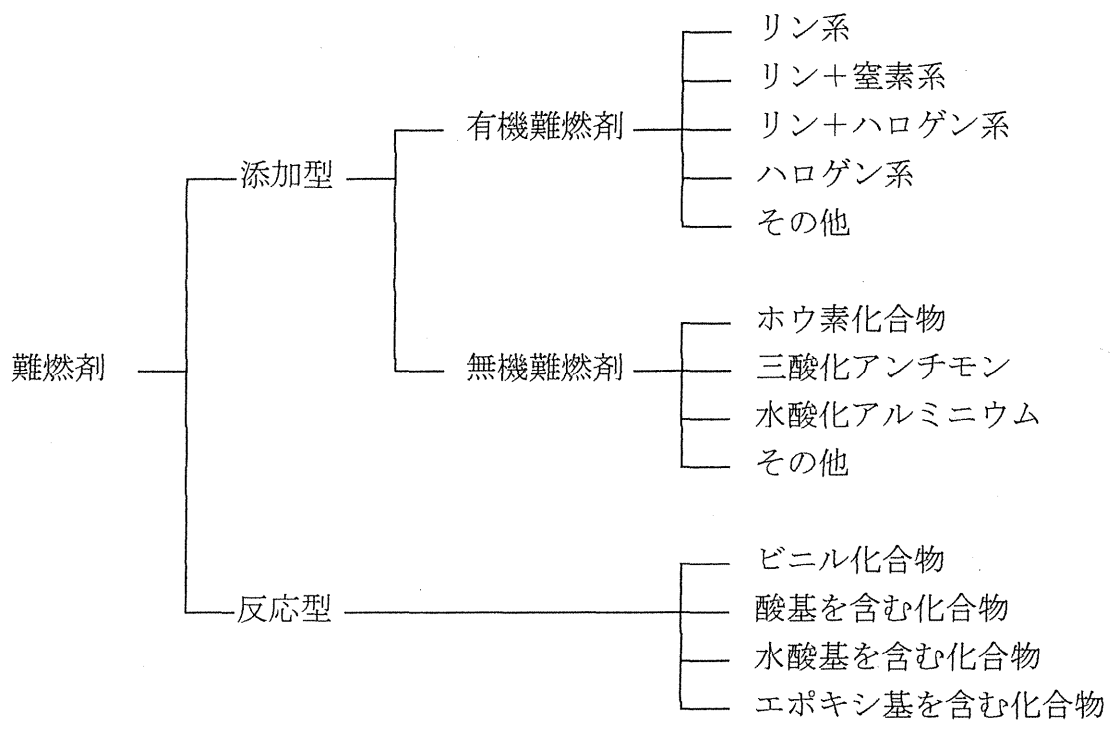 難燃剤
添加型
有機難燃剤
リン系
リン+窒素系
リン+ハロゲン系
ハロゲン系
その他
無機難燃剤
ホウ素化合物
三酸化アンチモン
水酸化アルミニウム
その他
反応型
ビニル化合物
酸基を含む化合物
水酸基を含む化合物
エポキシ基を含む化合物